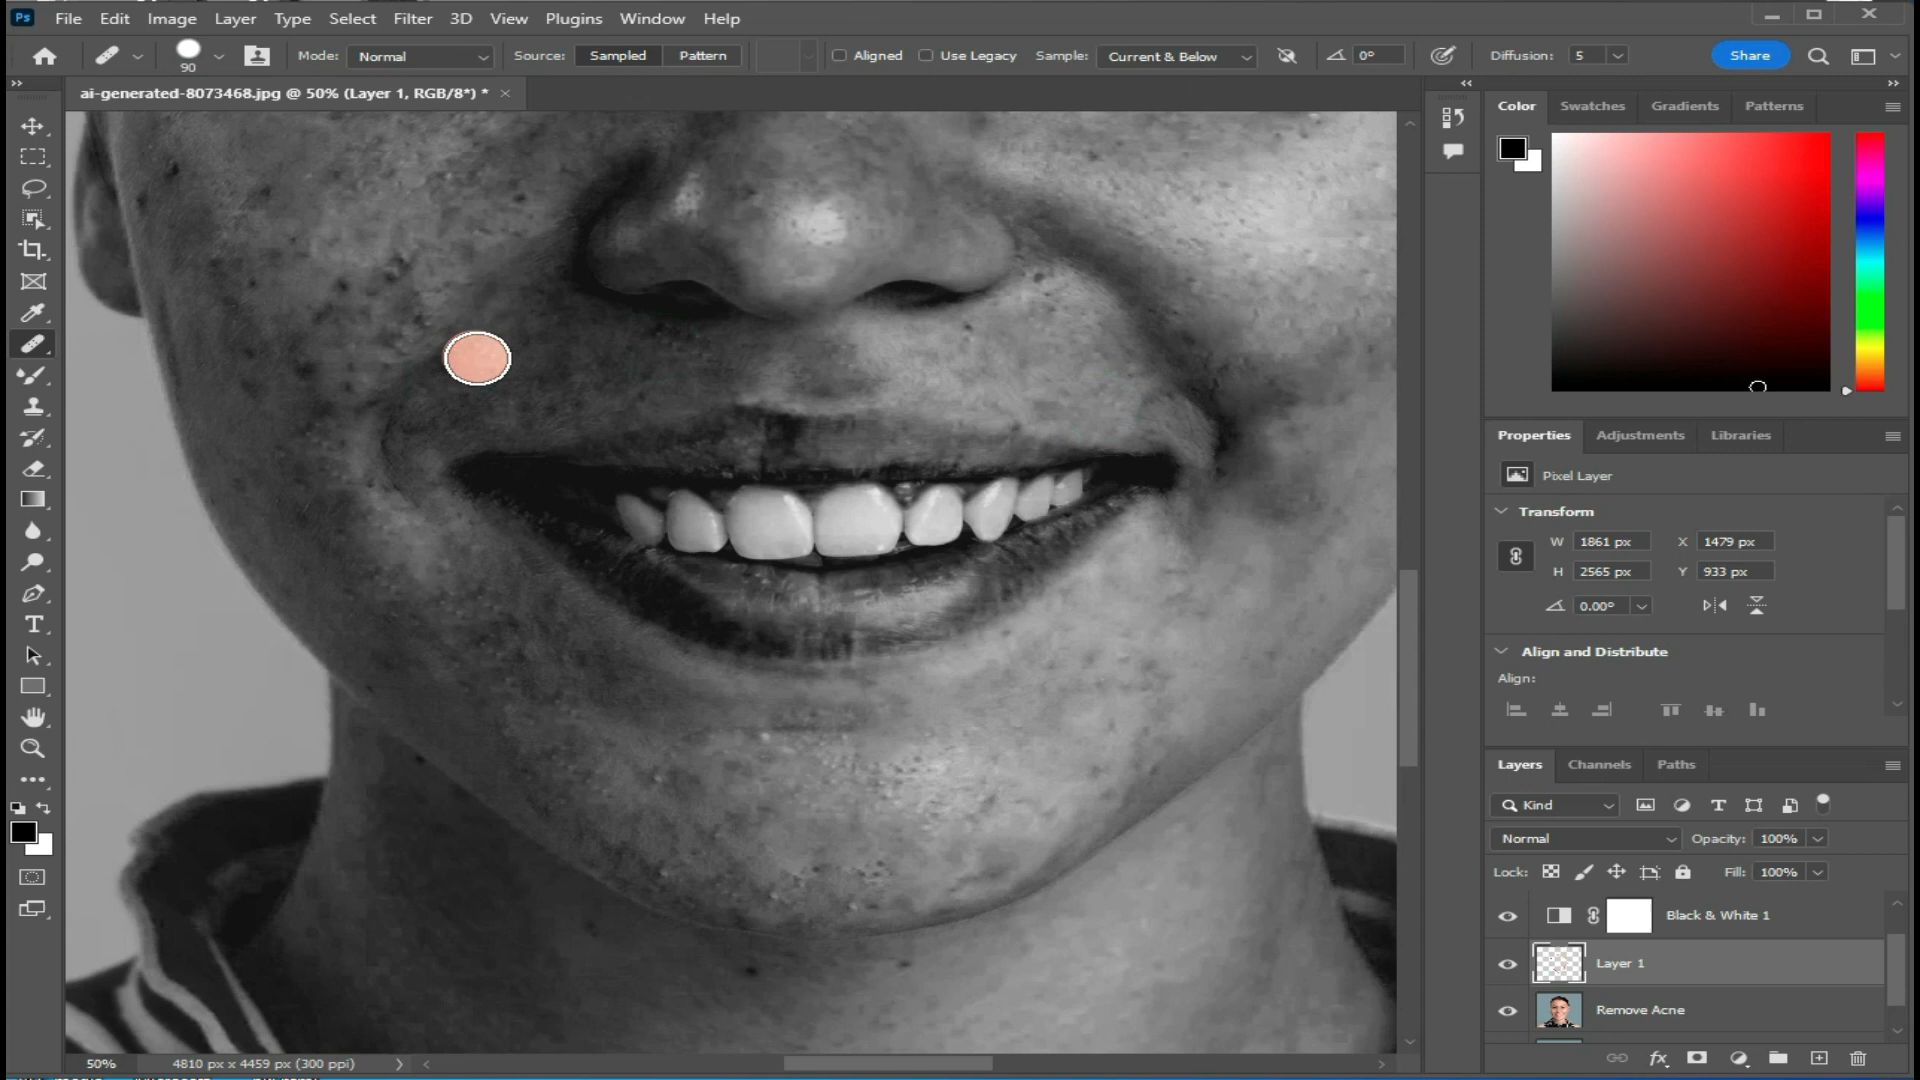 Ps File Edit Image Layer Type Select Filter 3D View Plugins Window Help
90 Mode: Normal Source: Sampled Pattern Aligned Use Legacy Sample: Current & Below 0° Diffusion: 5 Share
ai-generated-8073468.jpg @ 50% (Layer 1, RGB/8*) *
Color Swatches Gradients Patterns
Properties Adjustments Libraries
Pixel Layer
Transform
W 1861 px X 1479 px
H 2565 px Y 933 px
0.00°
Align and Distribute
Align:
Layers Channels Paths
Kind
Normal Opacity: 100%
Lock: Fill: 100%
Black & White 1
Layer 1
Remove Acne
50% 4810 px x 4459 px (300 ppi)